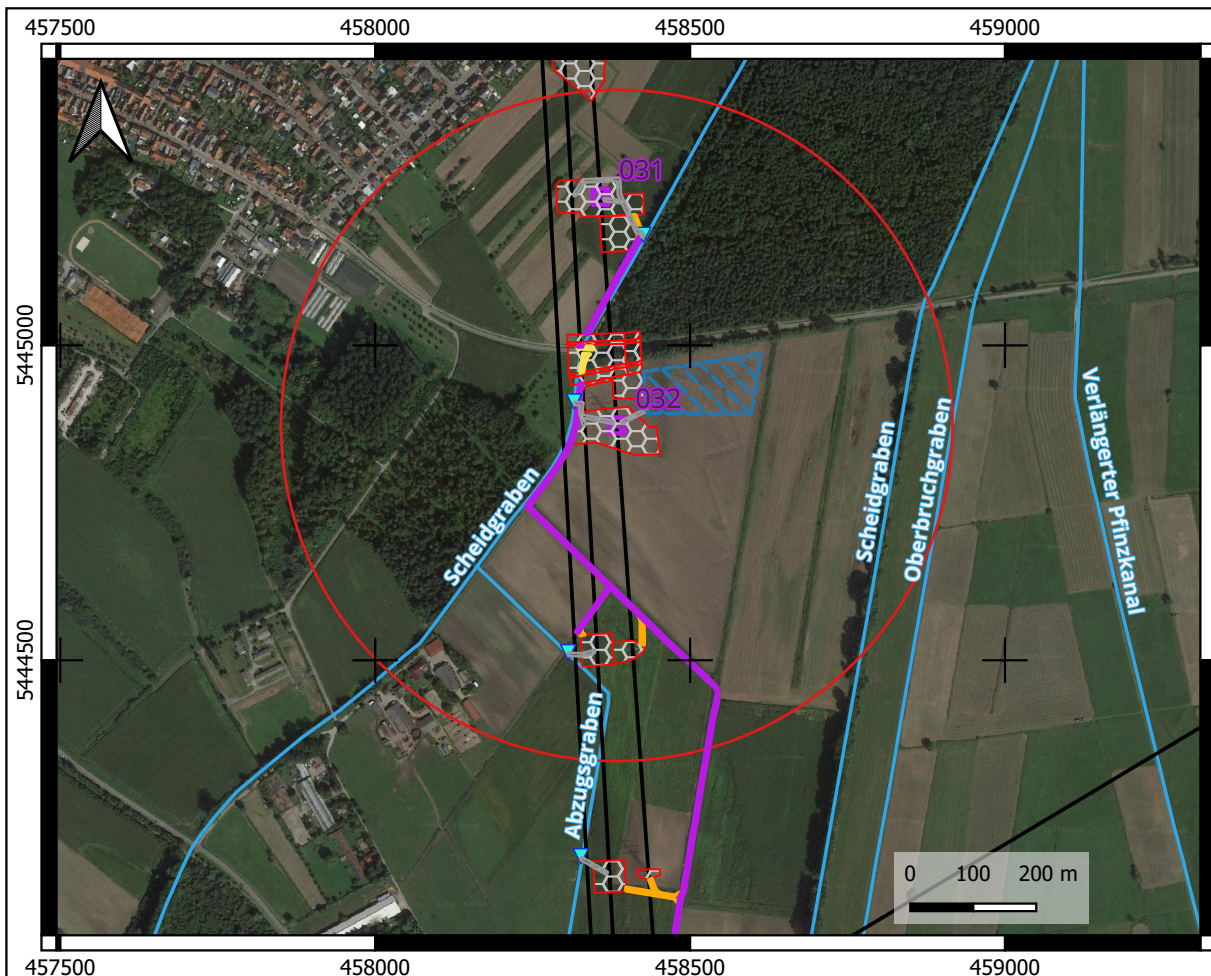 457500 458000 458500 459000
031
5445000
032
Scheidgraben
Scheidgraben
Oberbruchgraben
Verlängerter Pfinzkanal
5444500
Abzugsgraben
0 100 200 m
457500 458000 458500 459000